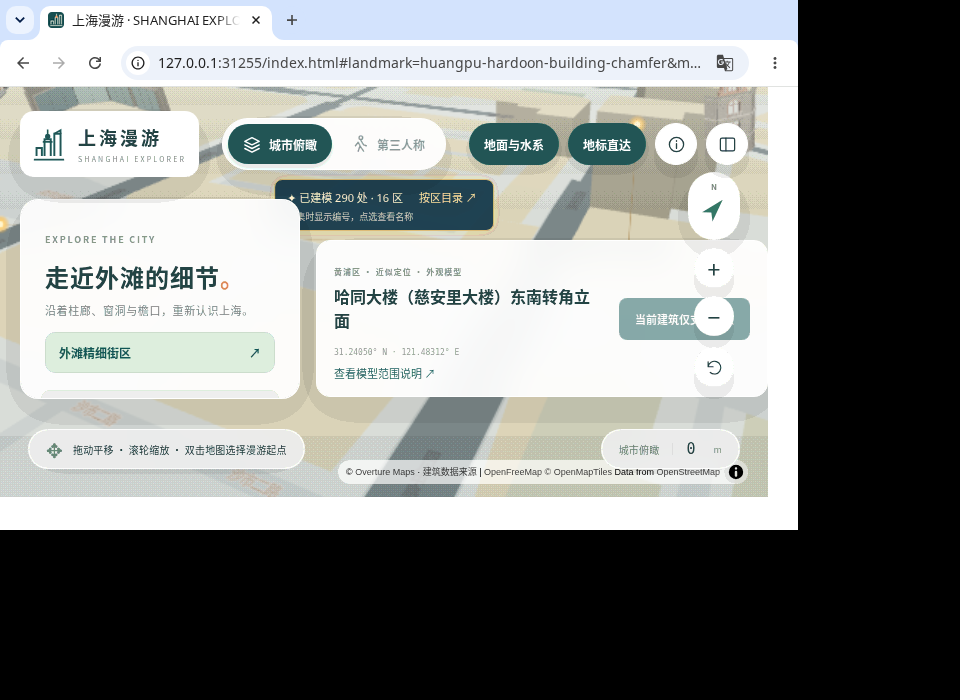 上海漫游 · SHANGHAI EXPLO
127.0.0.1:31255/index.html#landmark=huangpu-hardoon-building-chamfer&m...
上海漫游
SHANGHAI EXPLORER
城市俯瞰
第三人称
地面与水系
地标直达
✦ 已建模 290 处 · 16 区 按区目录 ↗
时显示编号，点选查看名称
N
EXPLORE THE CITY
走近外滩的细节。
沿着柱廊、窗洞与檐口，重新认识上海。
外滩精细街区 ↗
黄浦区 · 近似定位 · 外观模型
哈同大楼（慈安里大楼）东南转角立
面
31.24050° N · 121.48312° E
查看模型范围说明 ↗
当前建筑仅
+
−
拖动平移 · 滚轮缩放 · 双击地图选择漫游起点
城市俯瞰 0 m
© Overture Maps · 建筑数据来源 | OpenFreeMap © OpenMapTiles Data from OpenStreetMap